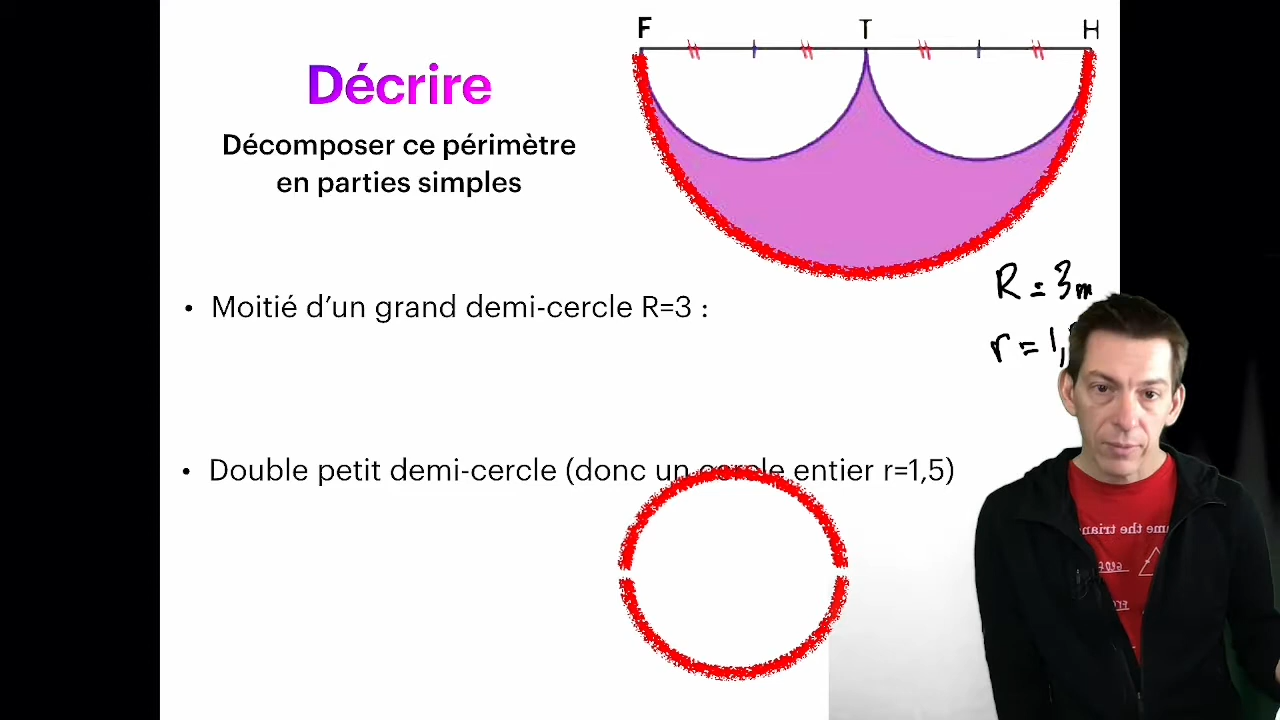 F T H
Décrire
Décomposer ce périmètre
en parties simples
R = 3m
• Moitié d'un grand demi-cercle R=3 :
r = 1,
• Double petit demi-cercle (donc un cercle entier r=1,5)